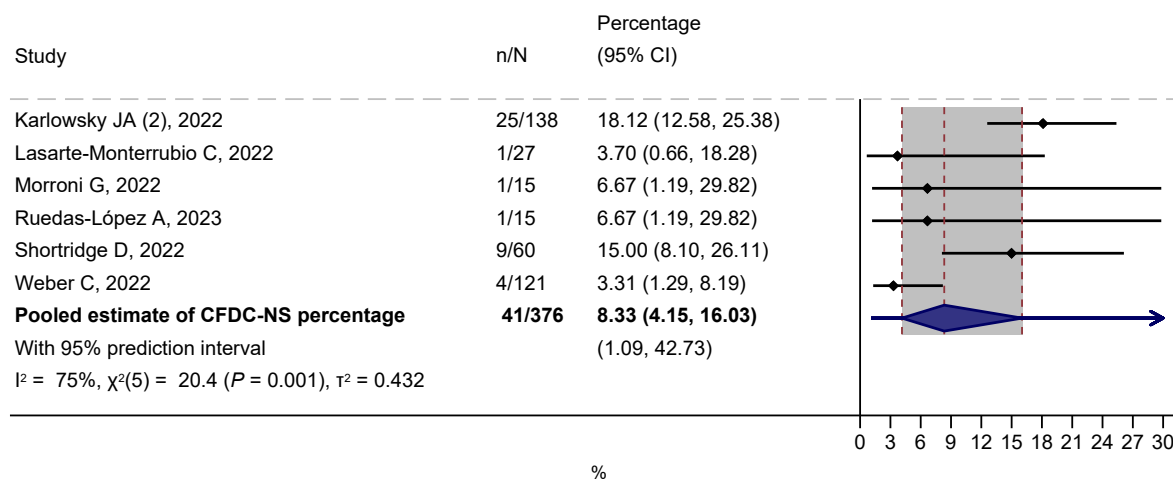 Percentage
Study n/N (95% CI)
Karlowsky JA (2), 2022 25/138 18.12 (12.58, 25.38)
Lasarte-Monterrubio C, 2022 1/27 3.70 (0.66, 18.28)
Morroni G, 2022 1/15 6.67 (1.19, 29.82)
Ruedas-López A, 2023 1/15 6.67 (1.19, 29.82)
Shortridge D, 2022 9/60 15.00 (8.10, 26.11)
Weber C, 2022 4/121 3.31 (1.29, 8.19)
Pooled estimate of CFDC-NS percentage 41/376 8.33 (4.15, 16.03)
With 95% prediction interval (1.09, 42.73)
I² = 75%, χ²(5) = 20.4 (P = 0.001), τ² = 0.432
0 3 6 9 12 15 18 21 24 27 30
%